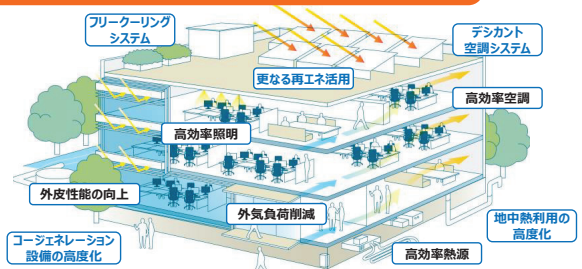 フリークーリング
システム
デシカント
空調システム
更なる再エネ活用
高効率空調
高効率照明
外皮性能の向上
外気負荷削減
地中熱利用の
高度化
コージェネレーション
設備の高度化
高効率熱源